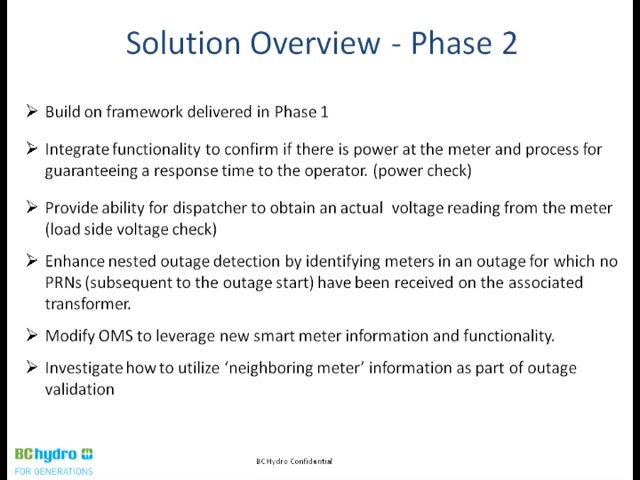 Solution Overview - Phase 2
➢ Build on framework delivered in Phase 1
➢ Integrate functionality to confirm if there is power at the meter and process for
guaranteeing a response time to the operator. (power check)
➢ Provide ability for dispatcher to obtain an actual voltage reading from the meter
(load side voltage check)
➢ Enhance nested outage detection by identifying meters in an outage for which no
PRNs (subsequent to the outage start) have been received on the associated
transformer.
➢ Modify OMS to leverage new smart meter information and functionality.
➢ Investigate how to utilize ‘neighboring meter’ information as part of outage
validation
BChydro
FOR GENERATIONS
BCHydro Confidential